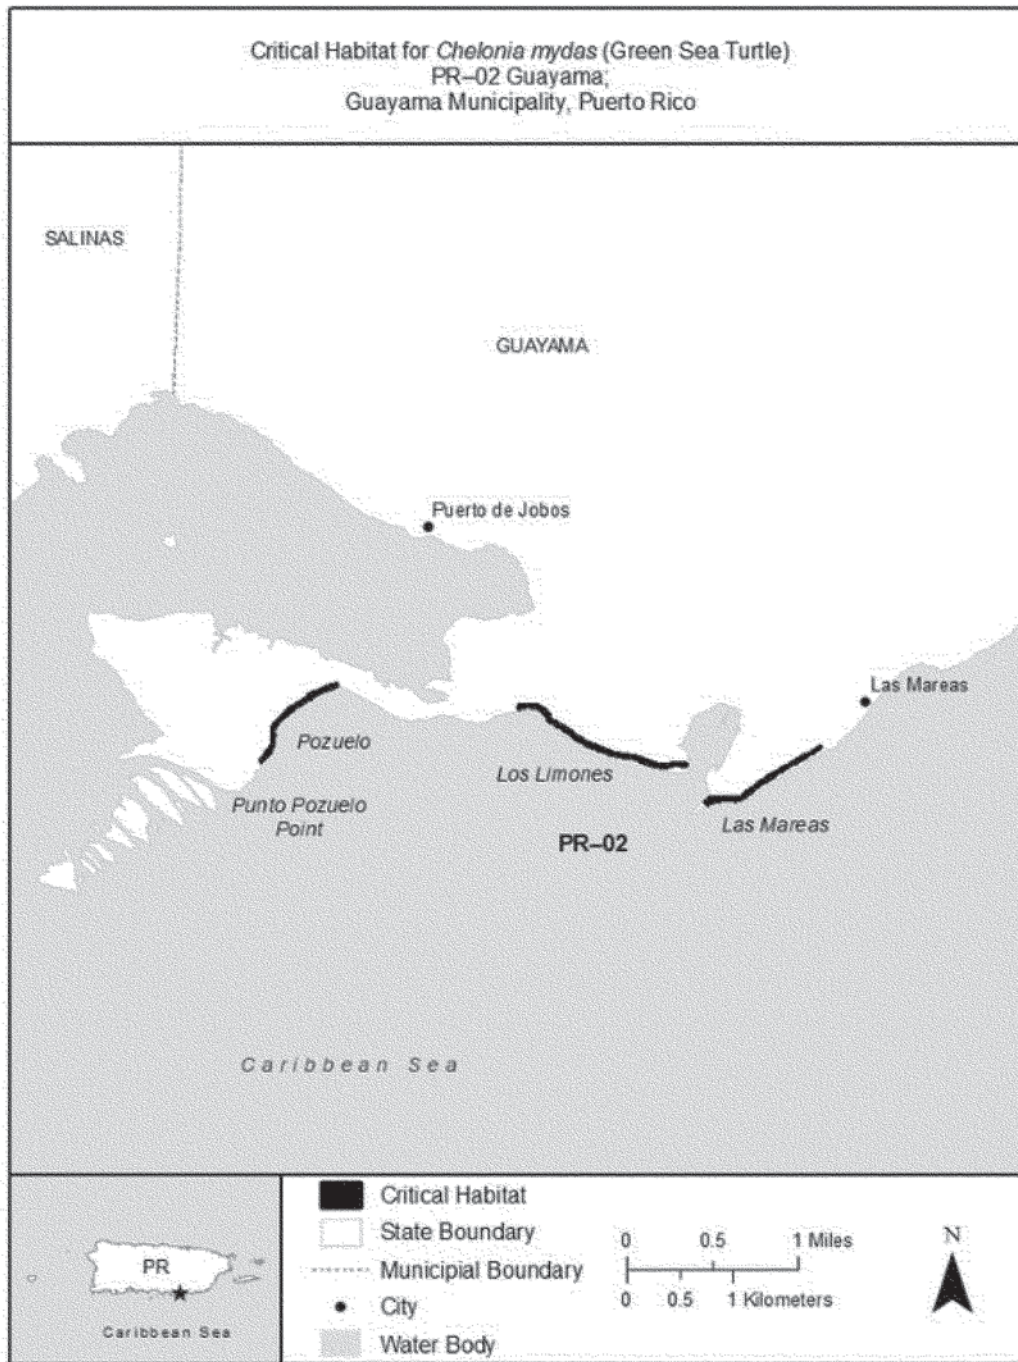 Critical Habitat for Chelonia mydas (Green Sea Turtle)
PR–02 Guayama;
Guayama Municipality, Puerto Rico
SALINAS
GUAYAMA
Puerto de Jobos
Las Mareas
Pozuelo
Los Limones
Punto Pozuelo
Point
Las Mareas
PR–02
Caribbean Sea
PR
Caribbean Sea
Critical Habitat
State Boundary
Municipial Boundary
City
Water Body
0 0.5 1 Miles
0 0.5 1 Kilometers
N